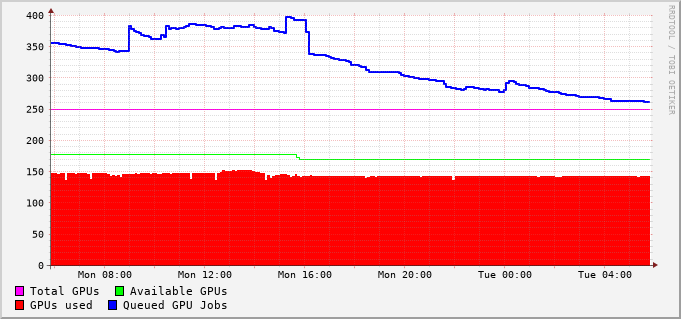 400
350
300
250
200
150
100
50
0
Mon 08:00 Mon 12:00 Mon 16:00 Mon 20:00 Tue 00:00 Tue 04:00
Total GPUs Available GPUs
GPUs used Queued GPU Jobs
RRDTOOL / TOBI OETIKER